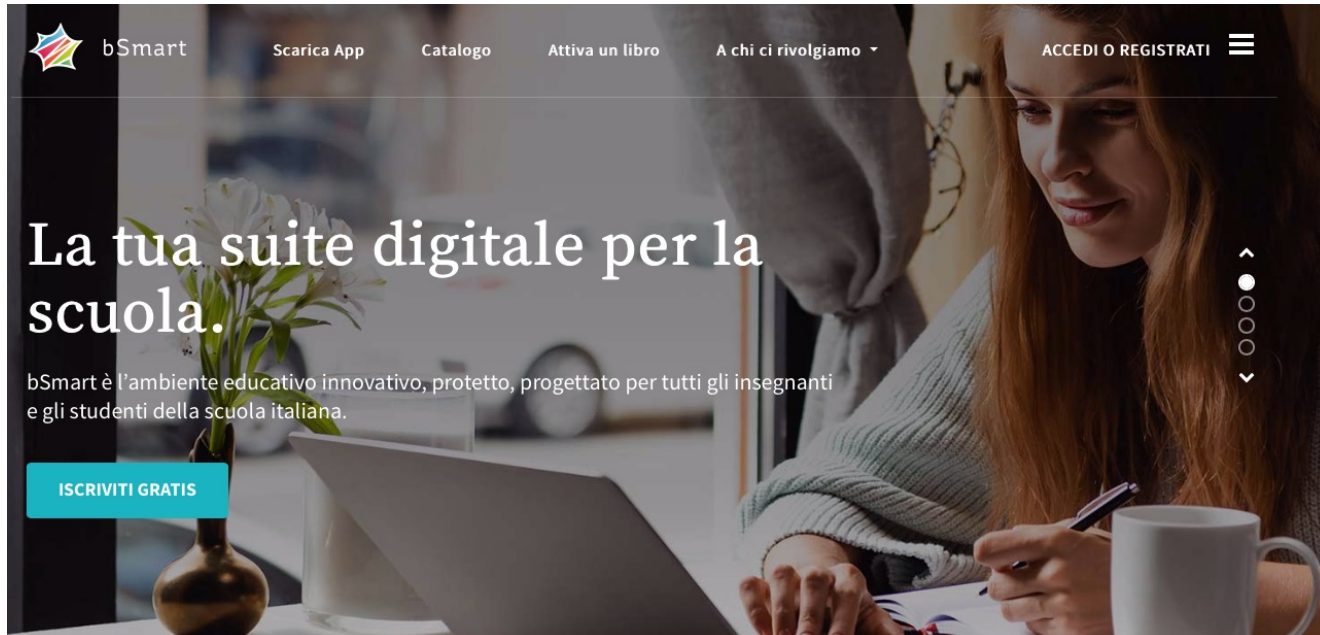 bSmart
Scarica App
Catalogo
Attiva un libro
A chi ci rivolgiamo
ACCEDI O REGISTRATI
La tua suite digitale per la
scuola.
bSmart è l’ambiente educativo innovativo, protetto, progettato per tutti gli insegnanti
e gli studenti della scuola italiana.
ISCRIVITI GRATIS